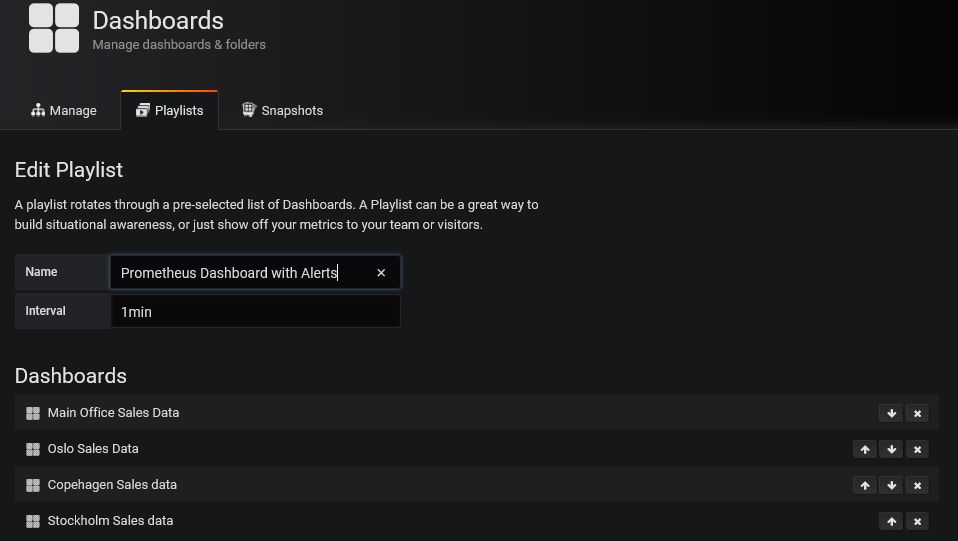 Dashboards
Manage dashboards & folders
Manage Playlists Snapshots
Edit Playlist
A playlist rotates through a pre-selected list of Dashboards. A Playlist can be a great way to
build situational awareness, or just show off your metrics to your team or visitors.
Name Prometheus Dashboard with Alerts
Interval 1min
Dashboards
Main Office Sales Data
Oslo Sales Data
Copehagen Sales data
Stockholm Sales data